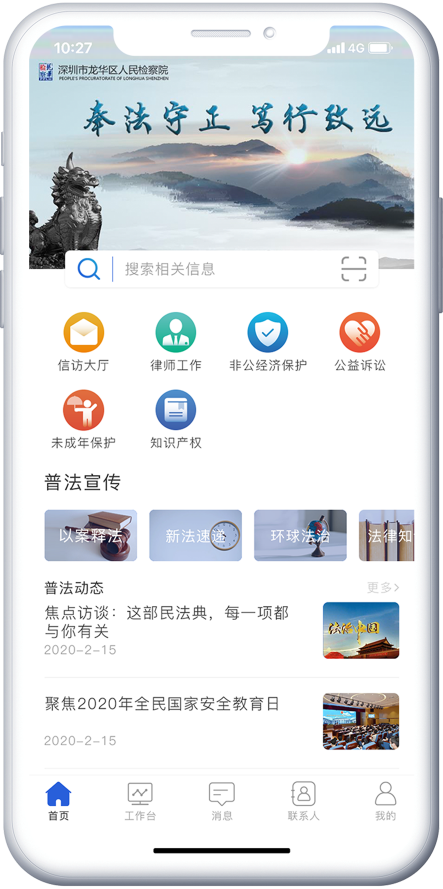 10:27
4G
深圳市龙华区人民检察院
PEOPLE'S PROCURATORATE OF LONGHUA SHENZHEN
奉法守正 笃行致远
搜索相关信息
信访大厅
律师工作
非公经济保护
公益诉讼
未成年保护
知识产权
普法宣传
以案释法
新法速递
环球法治
法律知
普法动态
更多>
焦点访谈：这部民法典，每一项都
与你有关
2020-2-15
聚焦2020年全民国家安全教育日
2020-2-15
首页
工作台
消息
联系人
我的